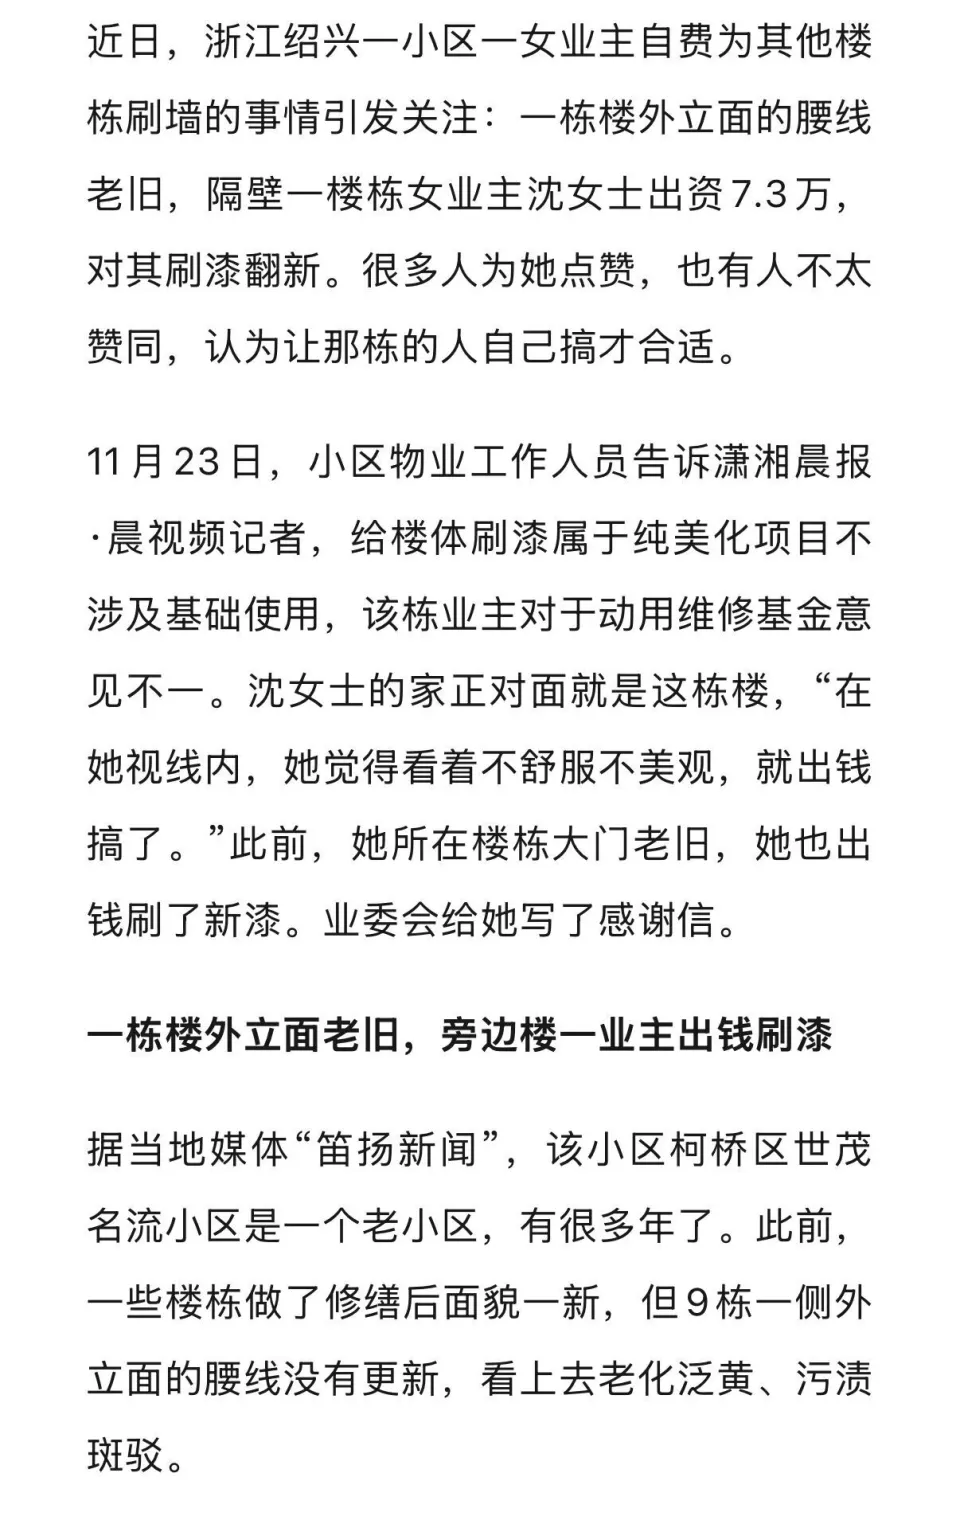 近日，浙江绍兴一小区一女业主自费为其他楼
栋刷墙的事情引发关注：一栋楼外立面的腰线
老旧，隔壁一楼栋女业主沈女士出资7.3万，
对其刷漆翻新。很多人为她点赞，也有人不太
赞同，认为让那栋的人自己搞才合适。
11月23日，小区物业工作人员告诉潇湘晨报
·晨视频记者，给楼体刷漆属于纯美化项目不
涉及基础使用，该栋业主对于动用维修基金意
见不一。沈女士的家正对面就是这栋楼，“在
她视线内，她觉得看着不舒服不美观，就出钱
搞了。”此前，她所在楼栋大门老旧，她也出
钱刷了新漆。业委会给她写了感谢信。
一栋楼外立面老旧，旁边楼一业主出钱刷漆
据当地媒体“笛扬新闻”，该小区柯桥区世茂
名流小区是一个老小区，有很多年了。此前，
一些楼栋做了修缮后面貌一新，但9栋一侧外
立面的腰线没有更新，看上去老化泛黄、污渍
斑驳。